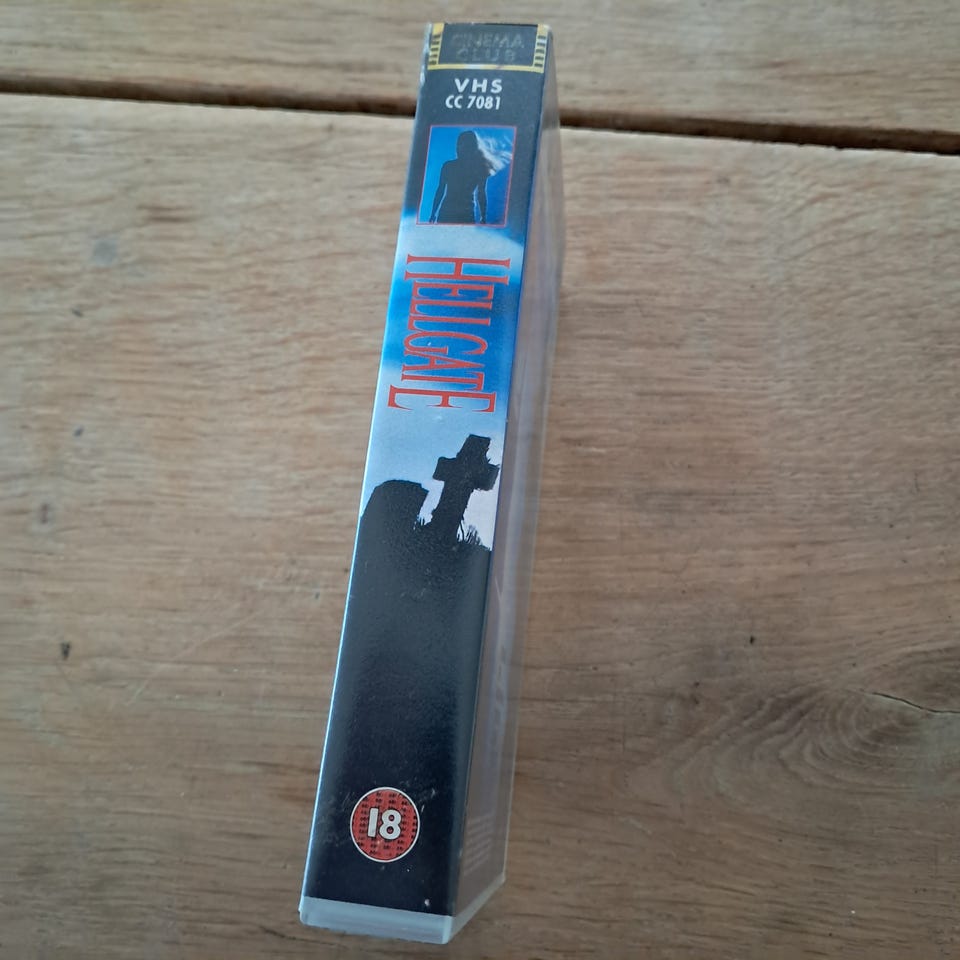 CINEMA
CLUB
VHS
CC 7081
HELLGATE
18